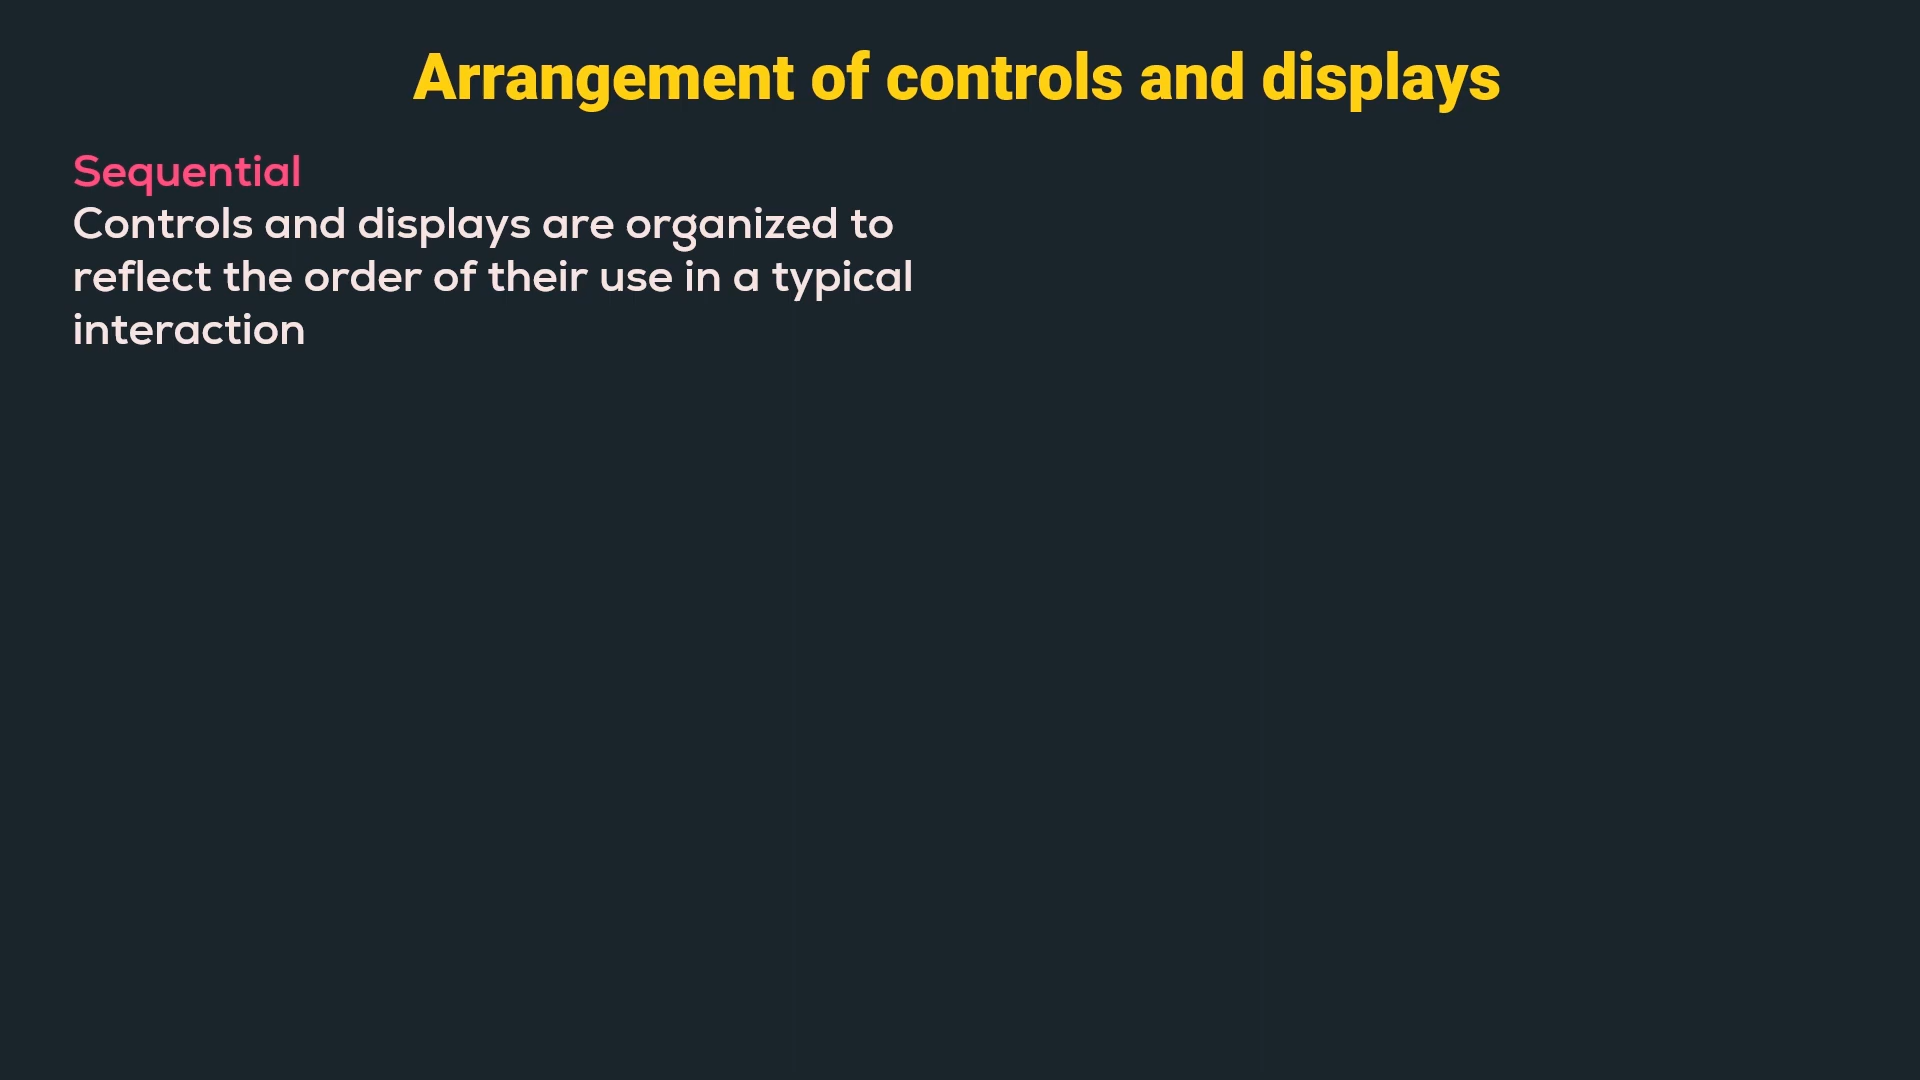 Arrangement of controls and displays
Sequential
Controls and displays are organized to
reflect the order of their use in a typical
interaction